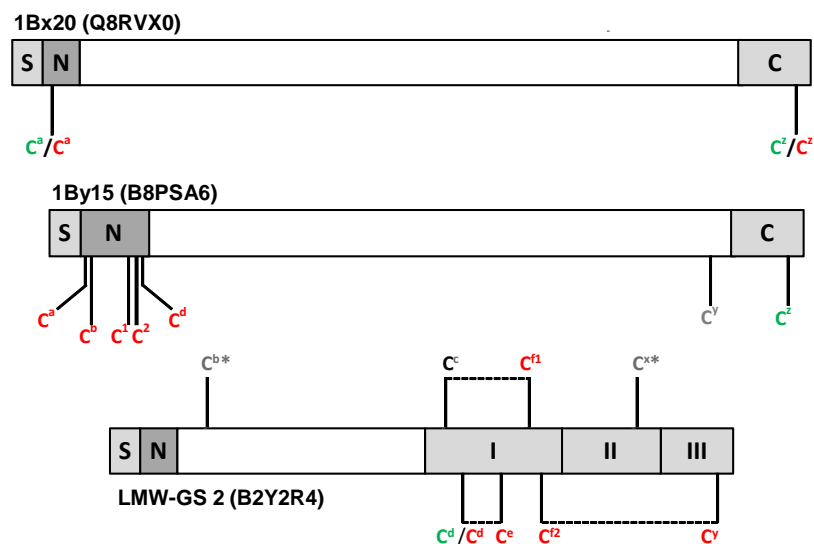 1Bx20 (Q8RVX0)
S N C
Cᵃ/Cᵃ Cᶻ/Cᶻ
1By15 (B8PSA6)
S N C
Cᵃ Cᵇ C¹ C² Cᵈ Cʸ Cᶻ
Cᵇ* Cᶜ Cᶠ¹ Cˣ*
S N I II III
LMW-GS 2 (B2Y2R4)
Cᵈ/Cᵈ Cᵉ Cᶠ² Cʸ